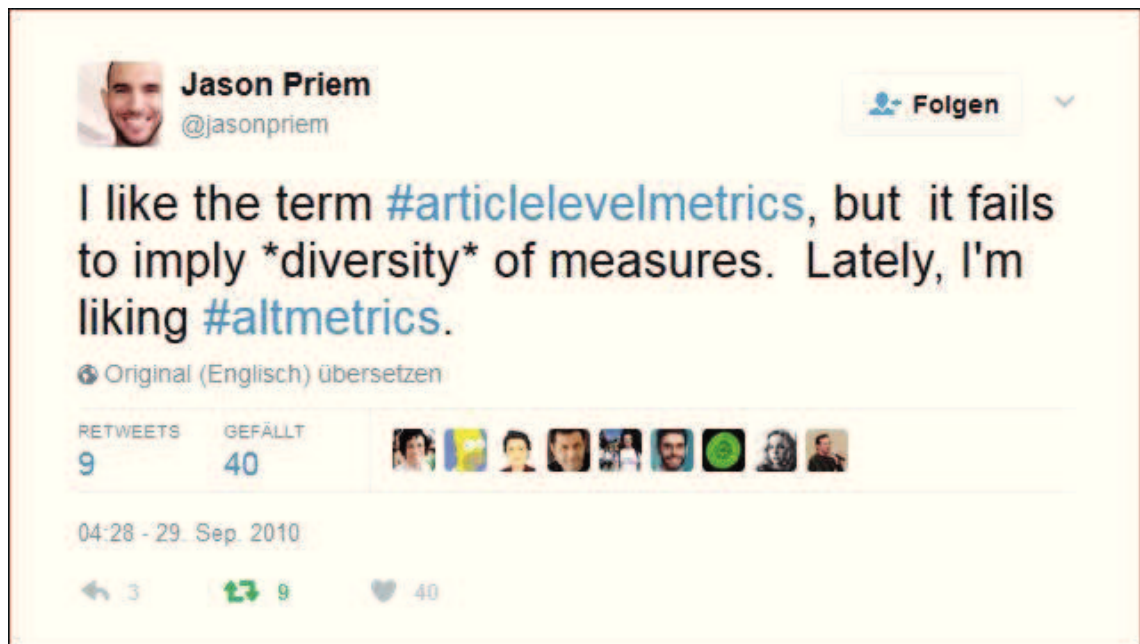 Jason Priem
@jasonpriem
Folgen
I like the term #articlelevelmetrics, but it fails
to imply *diversity* of measures. Lately, I'm
liking #altmetrics.
Original (Englisch) übersetzen
RETWEETS GEFÄLLT
9 40
04:28 - 29. Sep. 2010
3 9 40